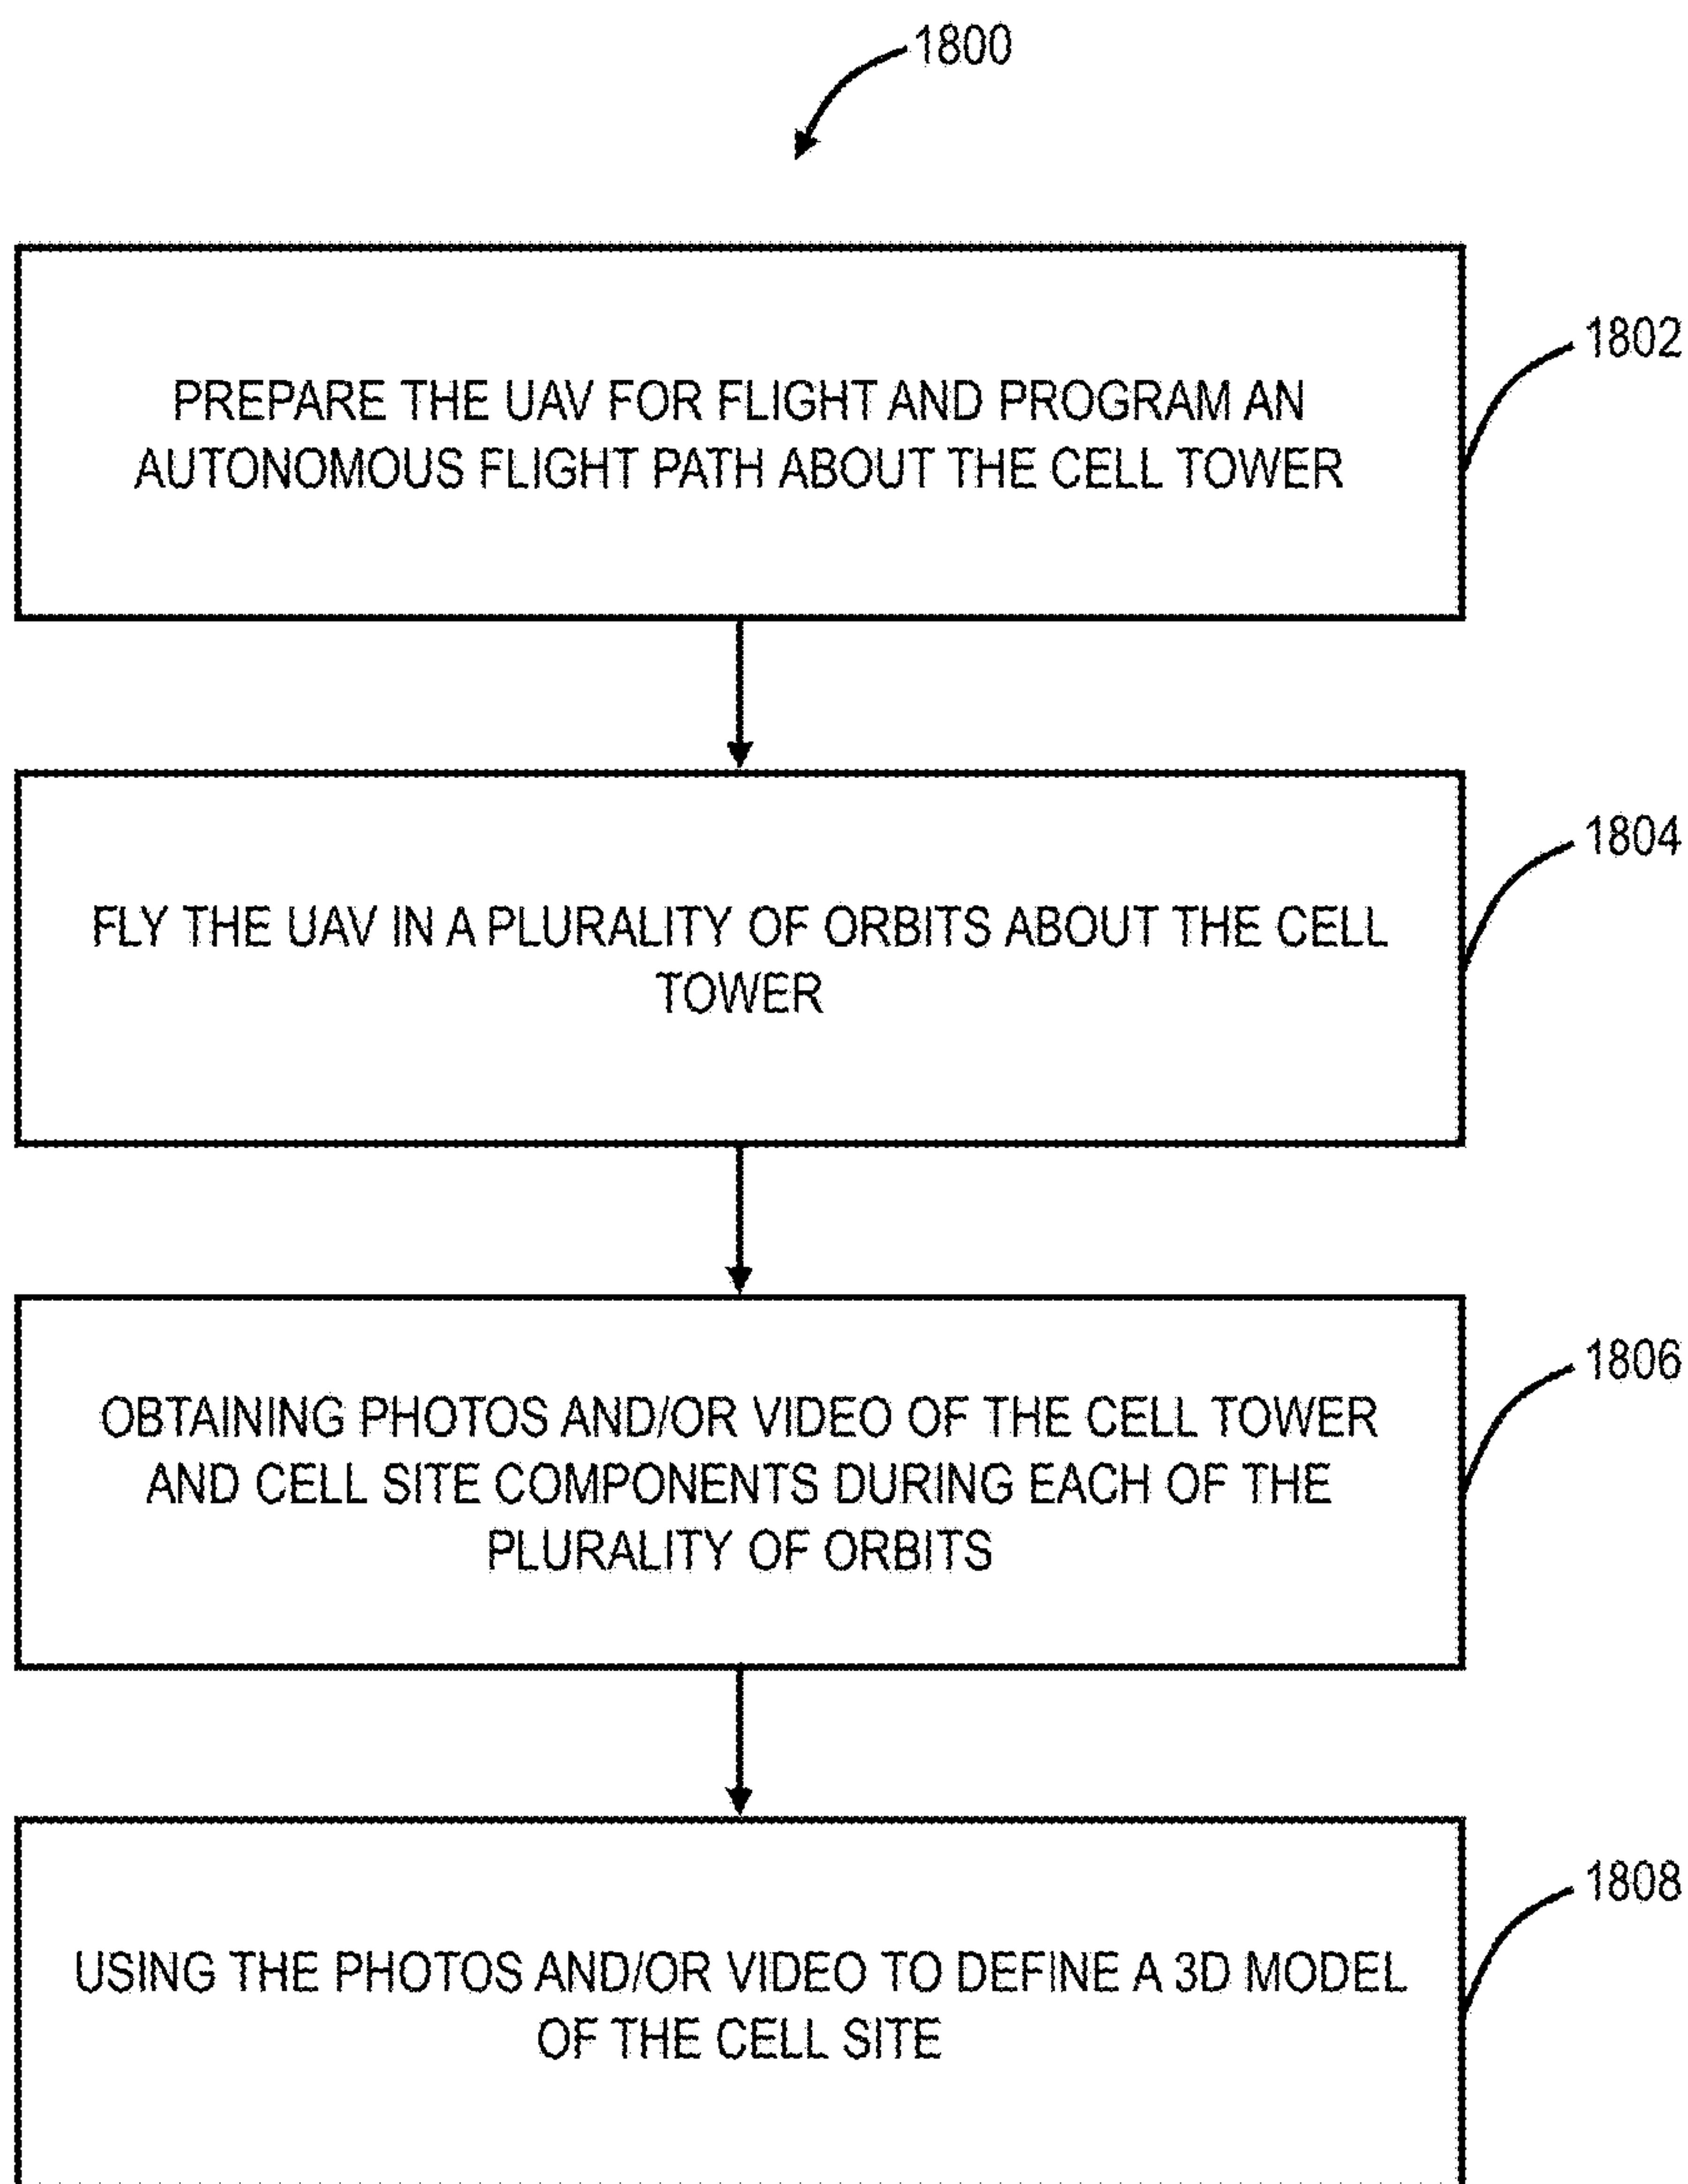 1800
PREPARE THE UAV FOR FLIGHT AND PROGRAM AN
AUTONOMOUS FLIGHT PATH ABOUT THE CELL TOWER
1802
FLY THE UAV IN A PLURALITY OF ORBITS ABOUT THE CELL
TOWER
1804
OBTAINING PHOTOS AND/OR VIDEO OF THE CELL TOWER
AND CELL SITE COMPONENTS DURING EACH OF THE
PLURALITY OF ORBITS
1806
USING THE PHOTOS AND/OR VIDEO TO DEFINE A 3D MODEL
OF THE CELL SITE
1808